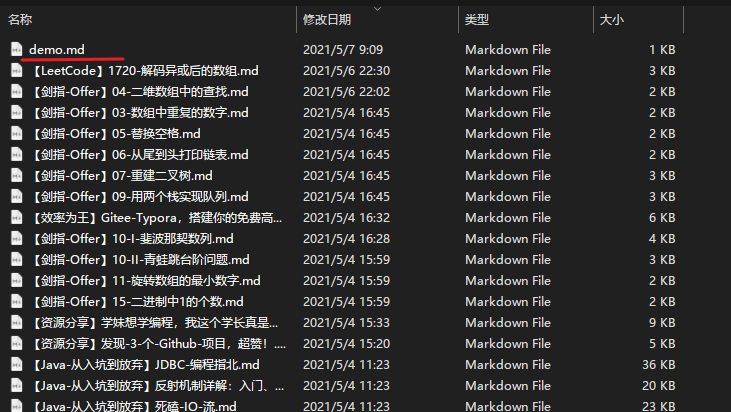 名称 修改日期 类型 大小
demo.md 2021/5/7 9:09 Markdown File 1 KB
【LeetCode】1720-解码异或后的数组.md 2021/5/6 22:30 Markdown File 3 KB
【剑指-Offer】04-二维数组中的查找.md 2021/5/6 22:02 Markdown File 2 KB
【剑指-Offer】03-数组中重复的数字.md 2021/5/4 16:45 Markdown File 2 KB
【剑指-Offer】05-替换空格.md 2021/5/4 16:45 Markdown File 2 KB
【剑指-Offer】06-从尾到头打印链表.md 2021/5/4 16:45 Markdown File 2 KB
【剑指-Offer】07-重建二叉树.md 2021/5/4 16:45 Markdown File 3 KB
【剑指-Offer】09-用两个栈实现队列.md 2021/5/4 16:45 Markdown File 3 KB
【效率为王】Gitee-Typora，搭建你的免费高... 2021/5/4 16:32 Markdown File 6 KB
【剑指-Offer】10-I-斐波那契数列.md 2021/5/4 16:28 Markdown File 4 KB
【剑指-Offer】10-II-青蛙跳台阶问题.md 2021/5/4 15:59 Markdown File 3 KB
【剑指-Offer】11-旋转数组的最小数字.md 2021/5/4 15:59 Markdown File 2 KB
【剑指-Offer】15-二进制中1的个数.md 2021/5/4 15:59 Markdown File 2 KB
【资源分享】学妹想学编程，我这个学长真是... 2021/5/4 15:33 Markdown File 9 KB
【资源分享】发现-3-个-Github-项目，超赞！.... 2021/5/4 15:20 Markdown File 5 KB
【Java-从入坑到放弃】JDBC-编程指北.md 2021/5/4 11:23 Markdown File 36 KB
【Java-从入坑到放弃】反射机制详解：入门、... 2021/5/4 11:23 Markdown File 20 KB
【Java-从入坑到放弃】死磕-IO-流.md 2021/5/4 11:23 Markdown File 23 KB